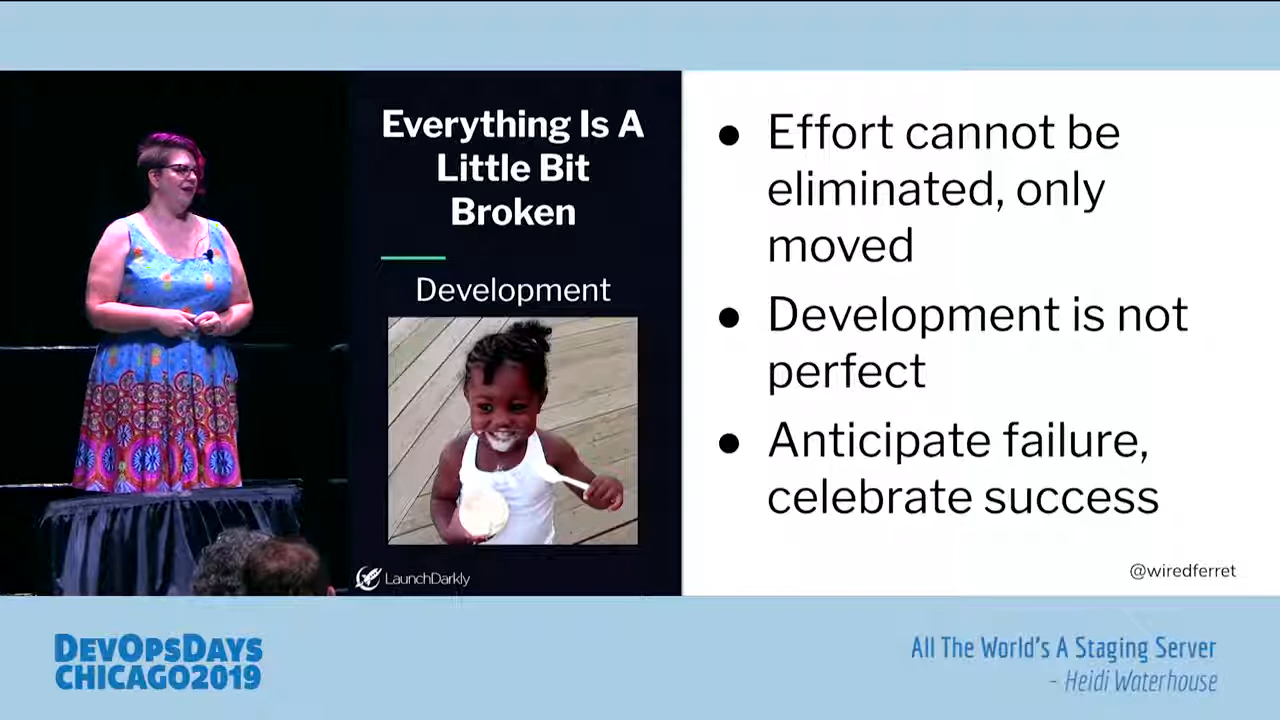 Everything Is A
Little Bit
Broken
Development
LaunchDarkly
● Effort cannot be
eliminated, only
moved
● Development is not
perfect
● Anticipate failure,
celebrate success
@wiredferret
DEVOPSDAYS
CHICAGO2019
All The World's A Staging Server
- Heidi Waterhouse